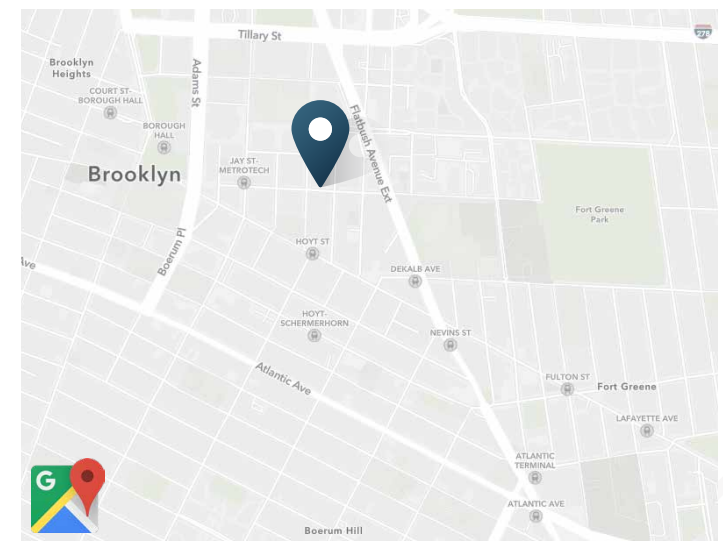 Tillary St
278
Brooklyn
Heights
Adams St
COURT ST-
BOROUGH HALL
Flatbush Avenue Ext
BOROUGH
HALL
JAY ST-
METROTECH
Brooklyn
Fort Greene
Park
HOYT ST
Boerum Pl
Ave
DEKALB AVE
HOYT-
SCHERMERHORN
NEVINS ST
Atlantic Ave
FULTON ST
Fort Greene
LAFAYETTE AVE
ATLANTIC
TERMINAL
G
ATLANTIC AVE
Boerum Hill